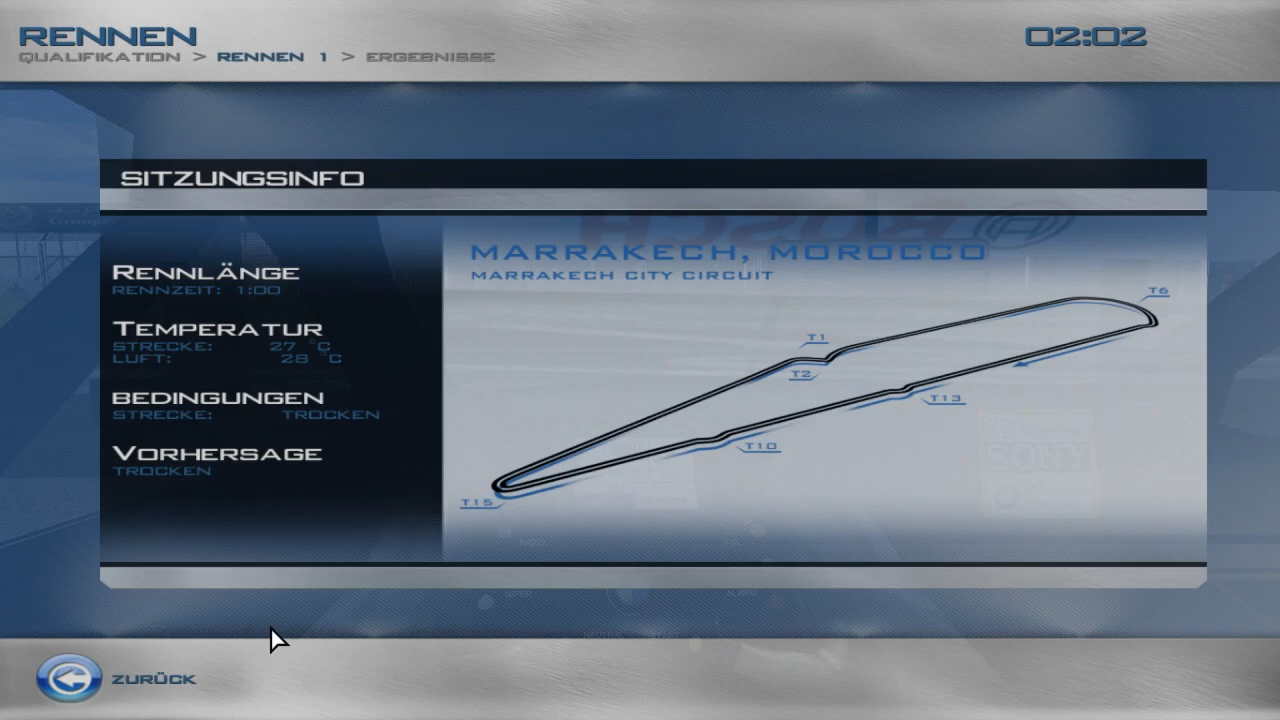 RENNEN
02:02
QUALIFIKATION > RENNEN 1 > ERGEBNISSE
SITZUNGSINFO
RENNLÄNGE
RENNZEIT: 1:00
TEMPERATUR
STRECKE: 27 °C
LUFT: 28 °C
BEDINGUNGEN
STRECKE: TROCKEN
VORHERSAGE
TROCKEN
BOSCH
MARRAKECH, MOROCCO
MARRAKECH CITY CIRCUIT
T6
T1
T2
T13
T10
T15
SONY
ZURÜCK